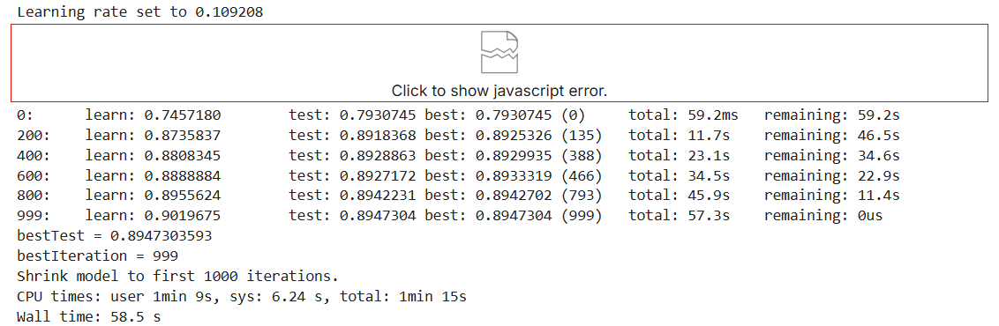 Learning rate set to 0.109208
Click to show javascript error.
0: learn: 0.7457180 test: 0.7930745 best: 0.7930745 (0) total: 59.2ms remaining: 59.2s
200: learn: 0.8735837 test: 0.8918368 best: 0.8925326 (135) total: 11.7s remaining: 46.5s
400: learn: 0.8808345 test: 0.8928863 best: 0.8929935 (388) total: 23.1s remaining: 34.6s
600: learn: 0.8888884 test: 0.8927172 best: 0.8933319 (466) total: 34.5s remaining: 22.9s
800: learn: 0.8955624 test: 0.8942231 best: 0.8942702 (793) total: 45.9s remaining: 11.4s
999: learn: 0.9019675 test: 0.8947304 best: 0.8947304 (999) total: 57.3s remaining: 0us
bestTest = 0.8947303593
bestIteration = 999
Shrink model to first 1000 iterations.
CPU times: user 1min 9s, sys: 6.24 s, total: 1min 15s
Wall time: 58.5 s